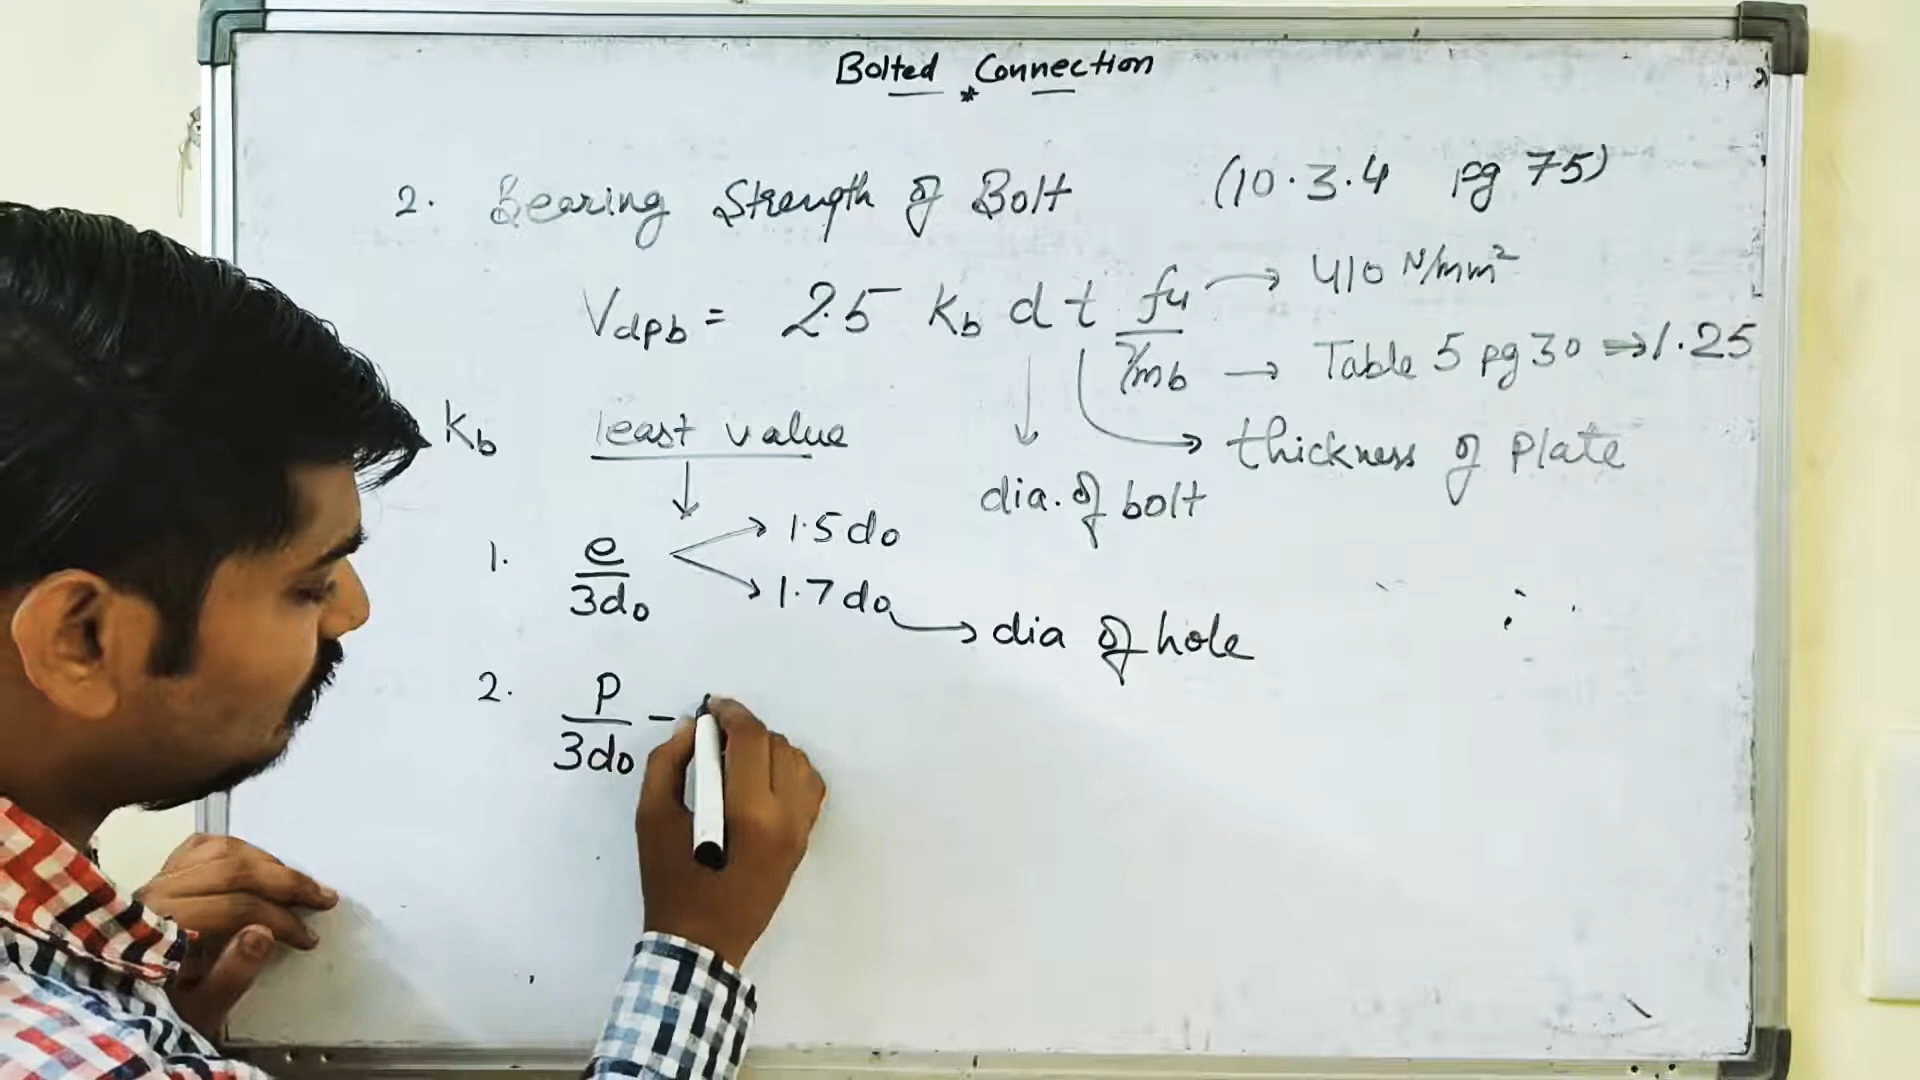 Bolted Connection
*
2. Bearing Strength of Bolt (10.3.4 pg 75)
Vdpb = 2.5 Kb d t fu/γmb
→ 410 N/mm²
→ Table 5 pg 30 ⇒ 1.25
→ thickness of plate
dia. of bolt
Kb least value
1. e/3do → 1.5do
→ 1.7do → dia of hole
2. P/3do -